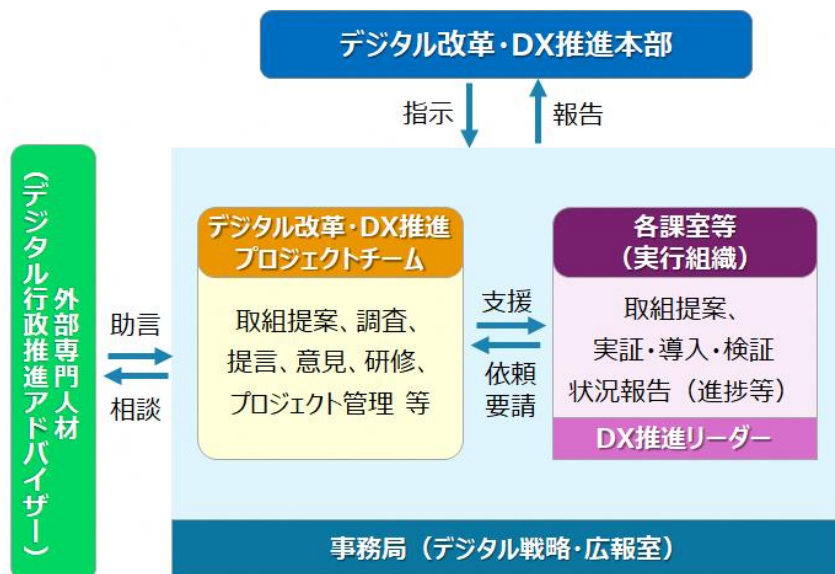 デジタル改革・DX推進本部
指示
報告
外部専門人材
（デジタル行政推進アドバイザー）
助言
相談
デジタル改革・DX推進
プロジェクトチーム
取組提案、調査、
提言、意見、研修、
プロジェクト管理 等
支援
依頼
要請
各課室等
（実行組織）
取組提案、
実証・導入・検証
状況報告（進捗等）
DX推進リーダー
事務局（デジタル戦略・広報室）